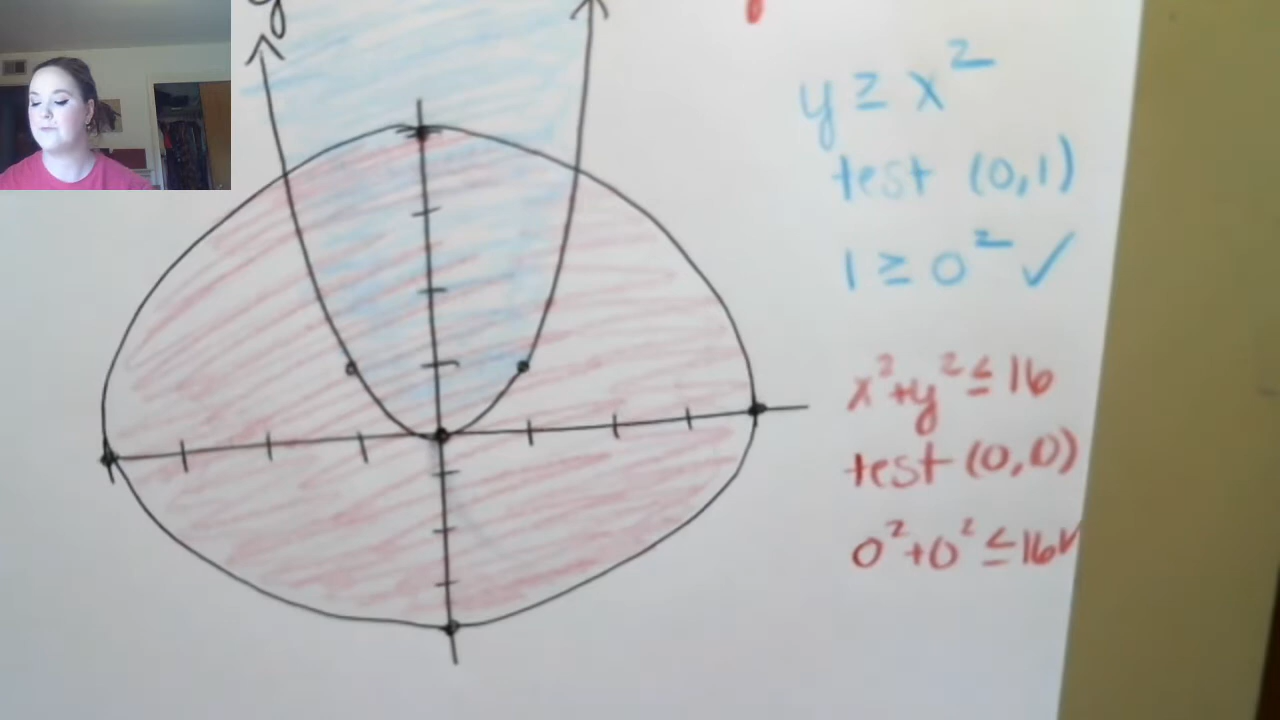 y ≥ x²
test (0,1)
1 ≥ 0² ✓
x²+y² ≤ 16
test (0,0)
0²+0² ≤ 16 ✓